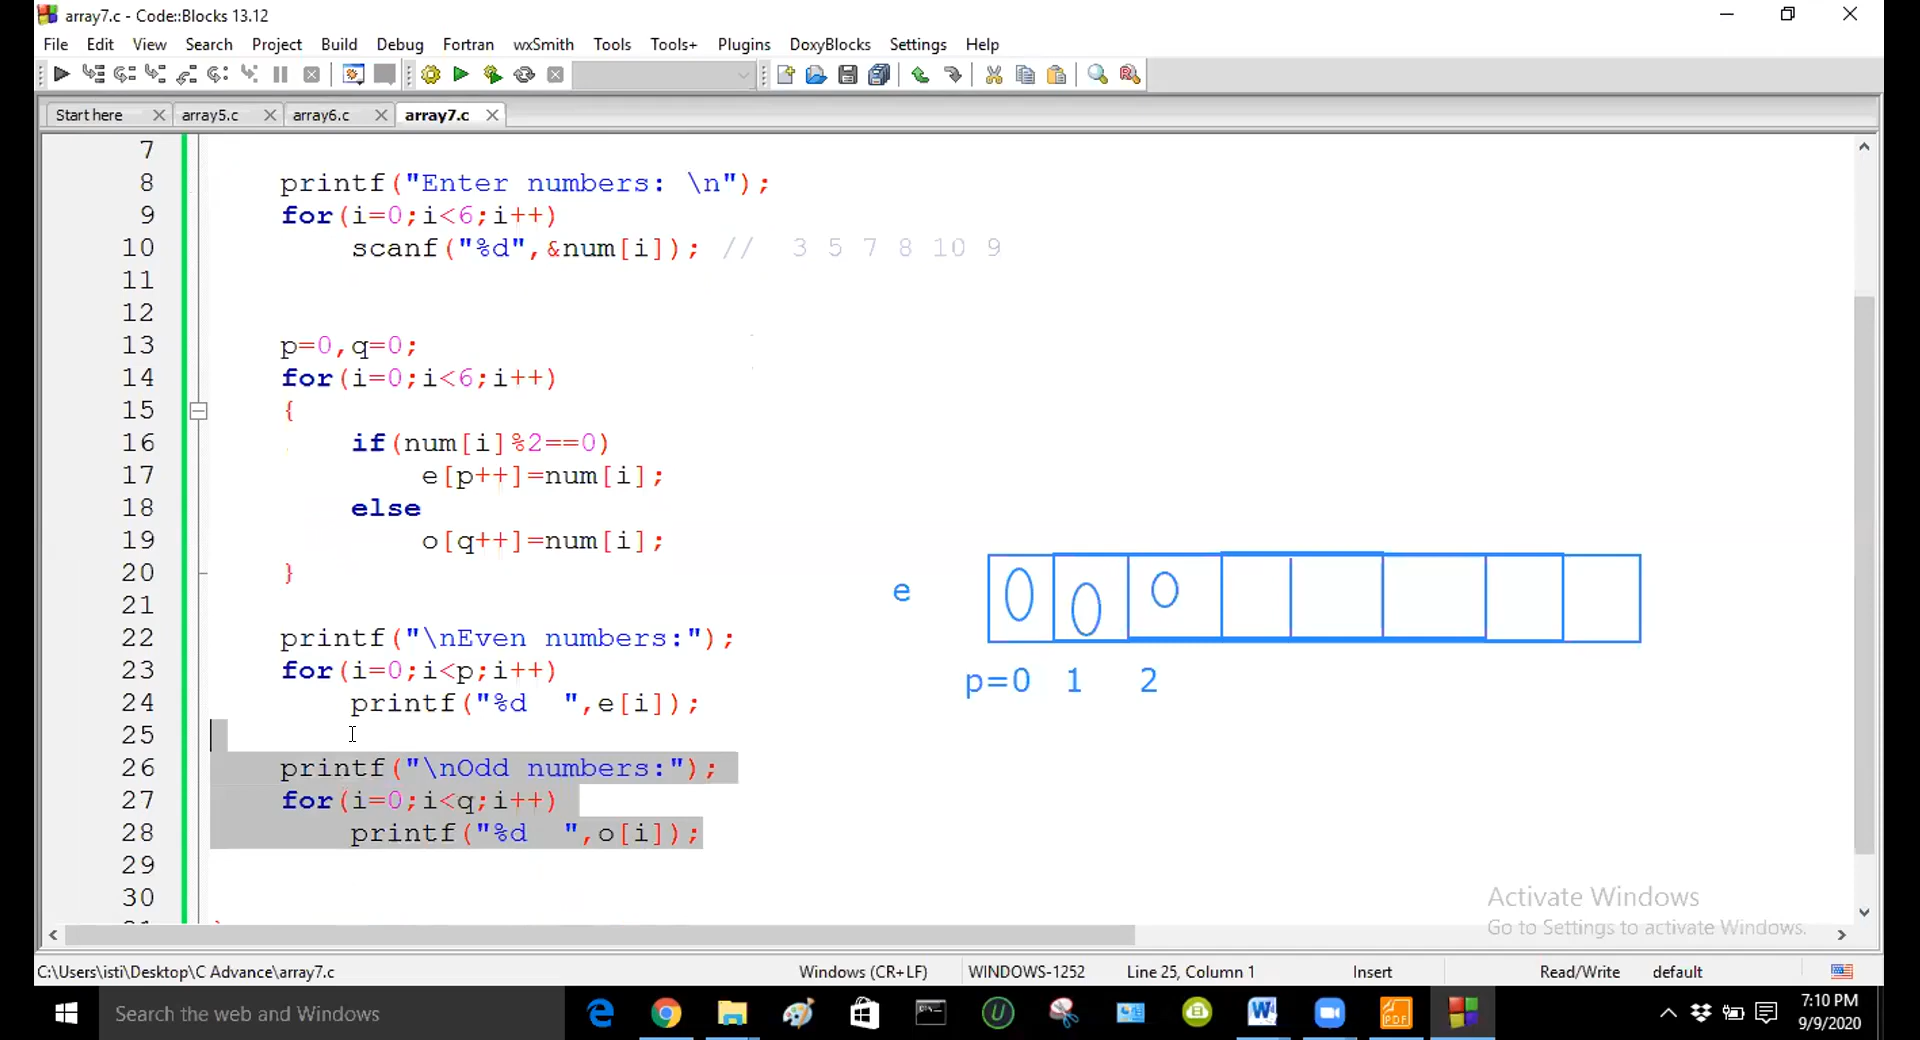 array7.c - Code::Blocks 13.12
File Edit View Search Project Build Debug Fortran wxSmith Tools Tools+ Plugins DoxyBlocks Settings Help
Start here array5.c array6.c array7.c
7
8 printf("Enter numbers: \n");
9 for(i=0;i<6;i++)
10 scanf("%d",&num[i]); // 3 5 7 8 10 9
11
12
13 p=0,q=0;
14 for(i=0;i<6;i++)
15 {
16 if(num[i]%2==0)
17 e[p++]=num[i];
18 else
19 o[q++]=num[i];
20 }
21
22 printf("\nEven numbers:");
23 for(i=0;i<p;i++)
24 printf("%d  ",e[i]);
25
26 printf("\nOdd numbers:");
27 for(i=0;i<q;i++)
28 printf("%d  ",o[i]);
29
30
e 0 0 0
p=0 1 2
Activate Windows
Go to Settings to activate Windows.
C:\Users\isti\Desktop\C Advance\array7.c Windows (CR+LF) WINDOWS-1252 Line 25, Column 1 Insert Read/Write default
Search the web and Windows
7:10 PM
9/9/2020